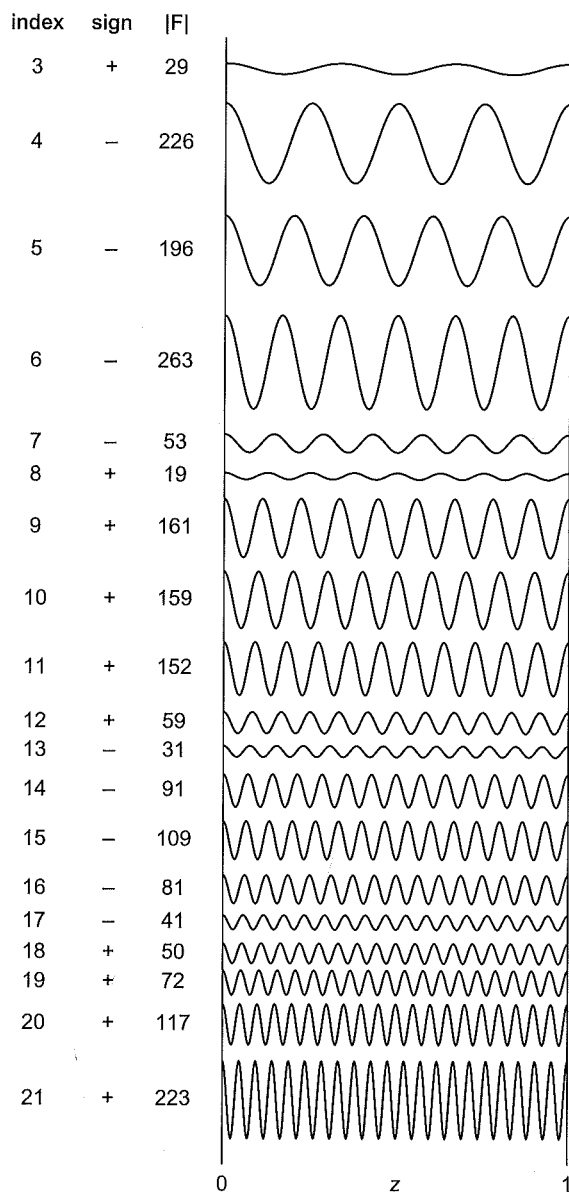 index sign |F|
3 + 29
4 – 226
5 – 196
6 – 263
7 – 53
8 + 19
9 + 161
10 + 159
11 + 152
12 + 59
13 – 31
14 – 91
15 – 109
16 – 81
17 – 41
18 + 50
19 + 72
20 + 117
21 + 223
0 z 1